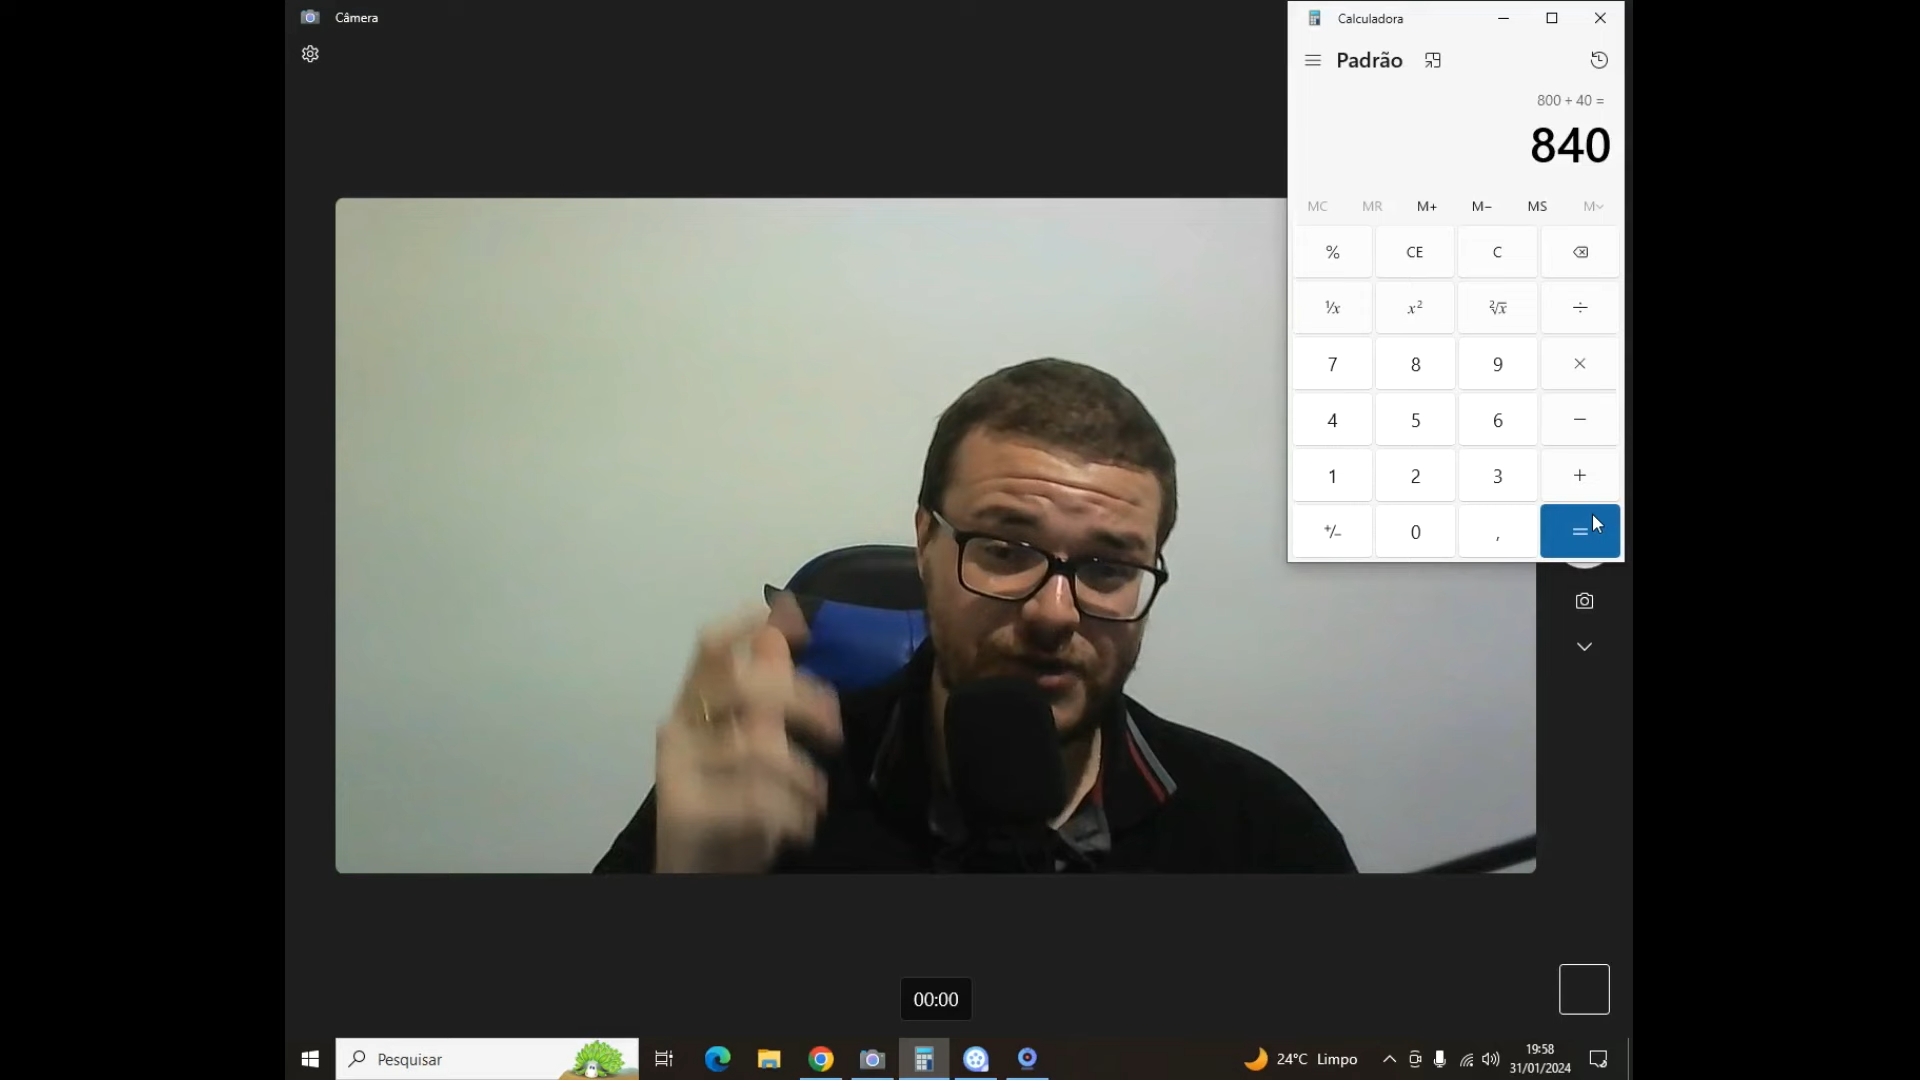 Câmera
Calculadora
Padrão
800 + 40 =
840
MC MR M+ M− MS M˅
% CE C
¹/x x² ²√x ÷
7 8 9 ×
4 5 6 −
1 2 3 +
+/− 0 , =
00:00
Pesquisar
24°C Limpo
19:58
31/01/2024